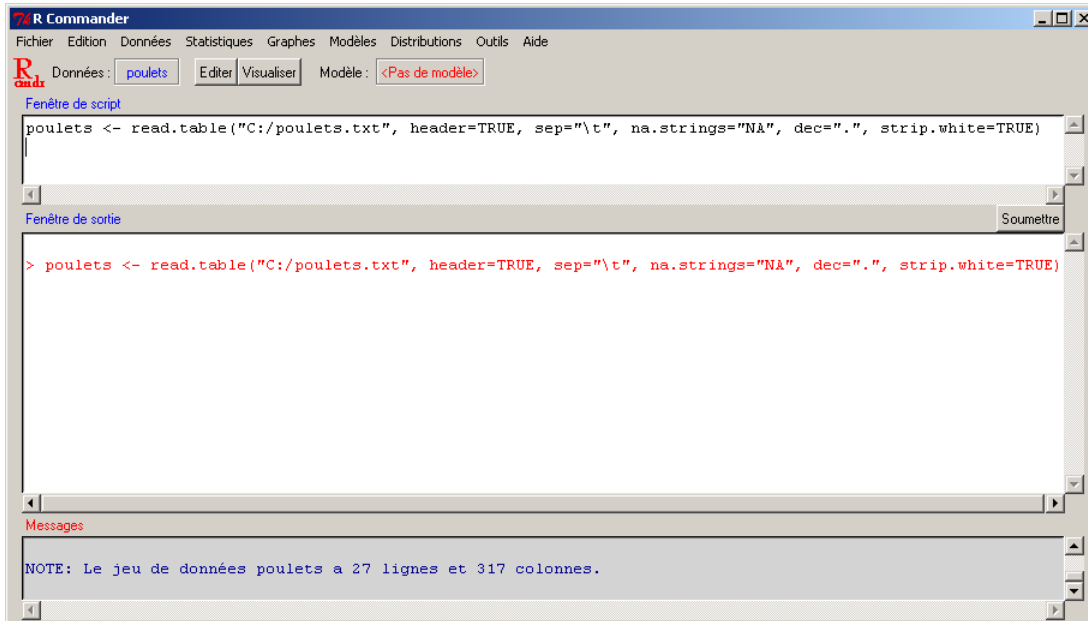 R Commander
Fichier Edition Données Statistiques Graphes Modèles Distributions Outils Aide
R cmdr Données : poulets Editer Visualiser Modèle : <Pas de modèle>
Fenêtre de script
poulets <- read.table("C:/poulets.txt", header=TRUE, sep="\t", na.strings="NA", dec=".", strip.white=TRUE)
Fenêtre de sortie Soumettre
> poulets <- read.table("C:/poulets.txt", header=TRUE, sep="\t", na.strings="NA", dec=".", strip.white=TRUE)
Messages
NOTE: Le jeu de données poulets a 27 lignes et 317 colonnes.